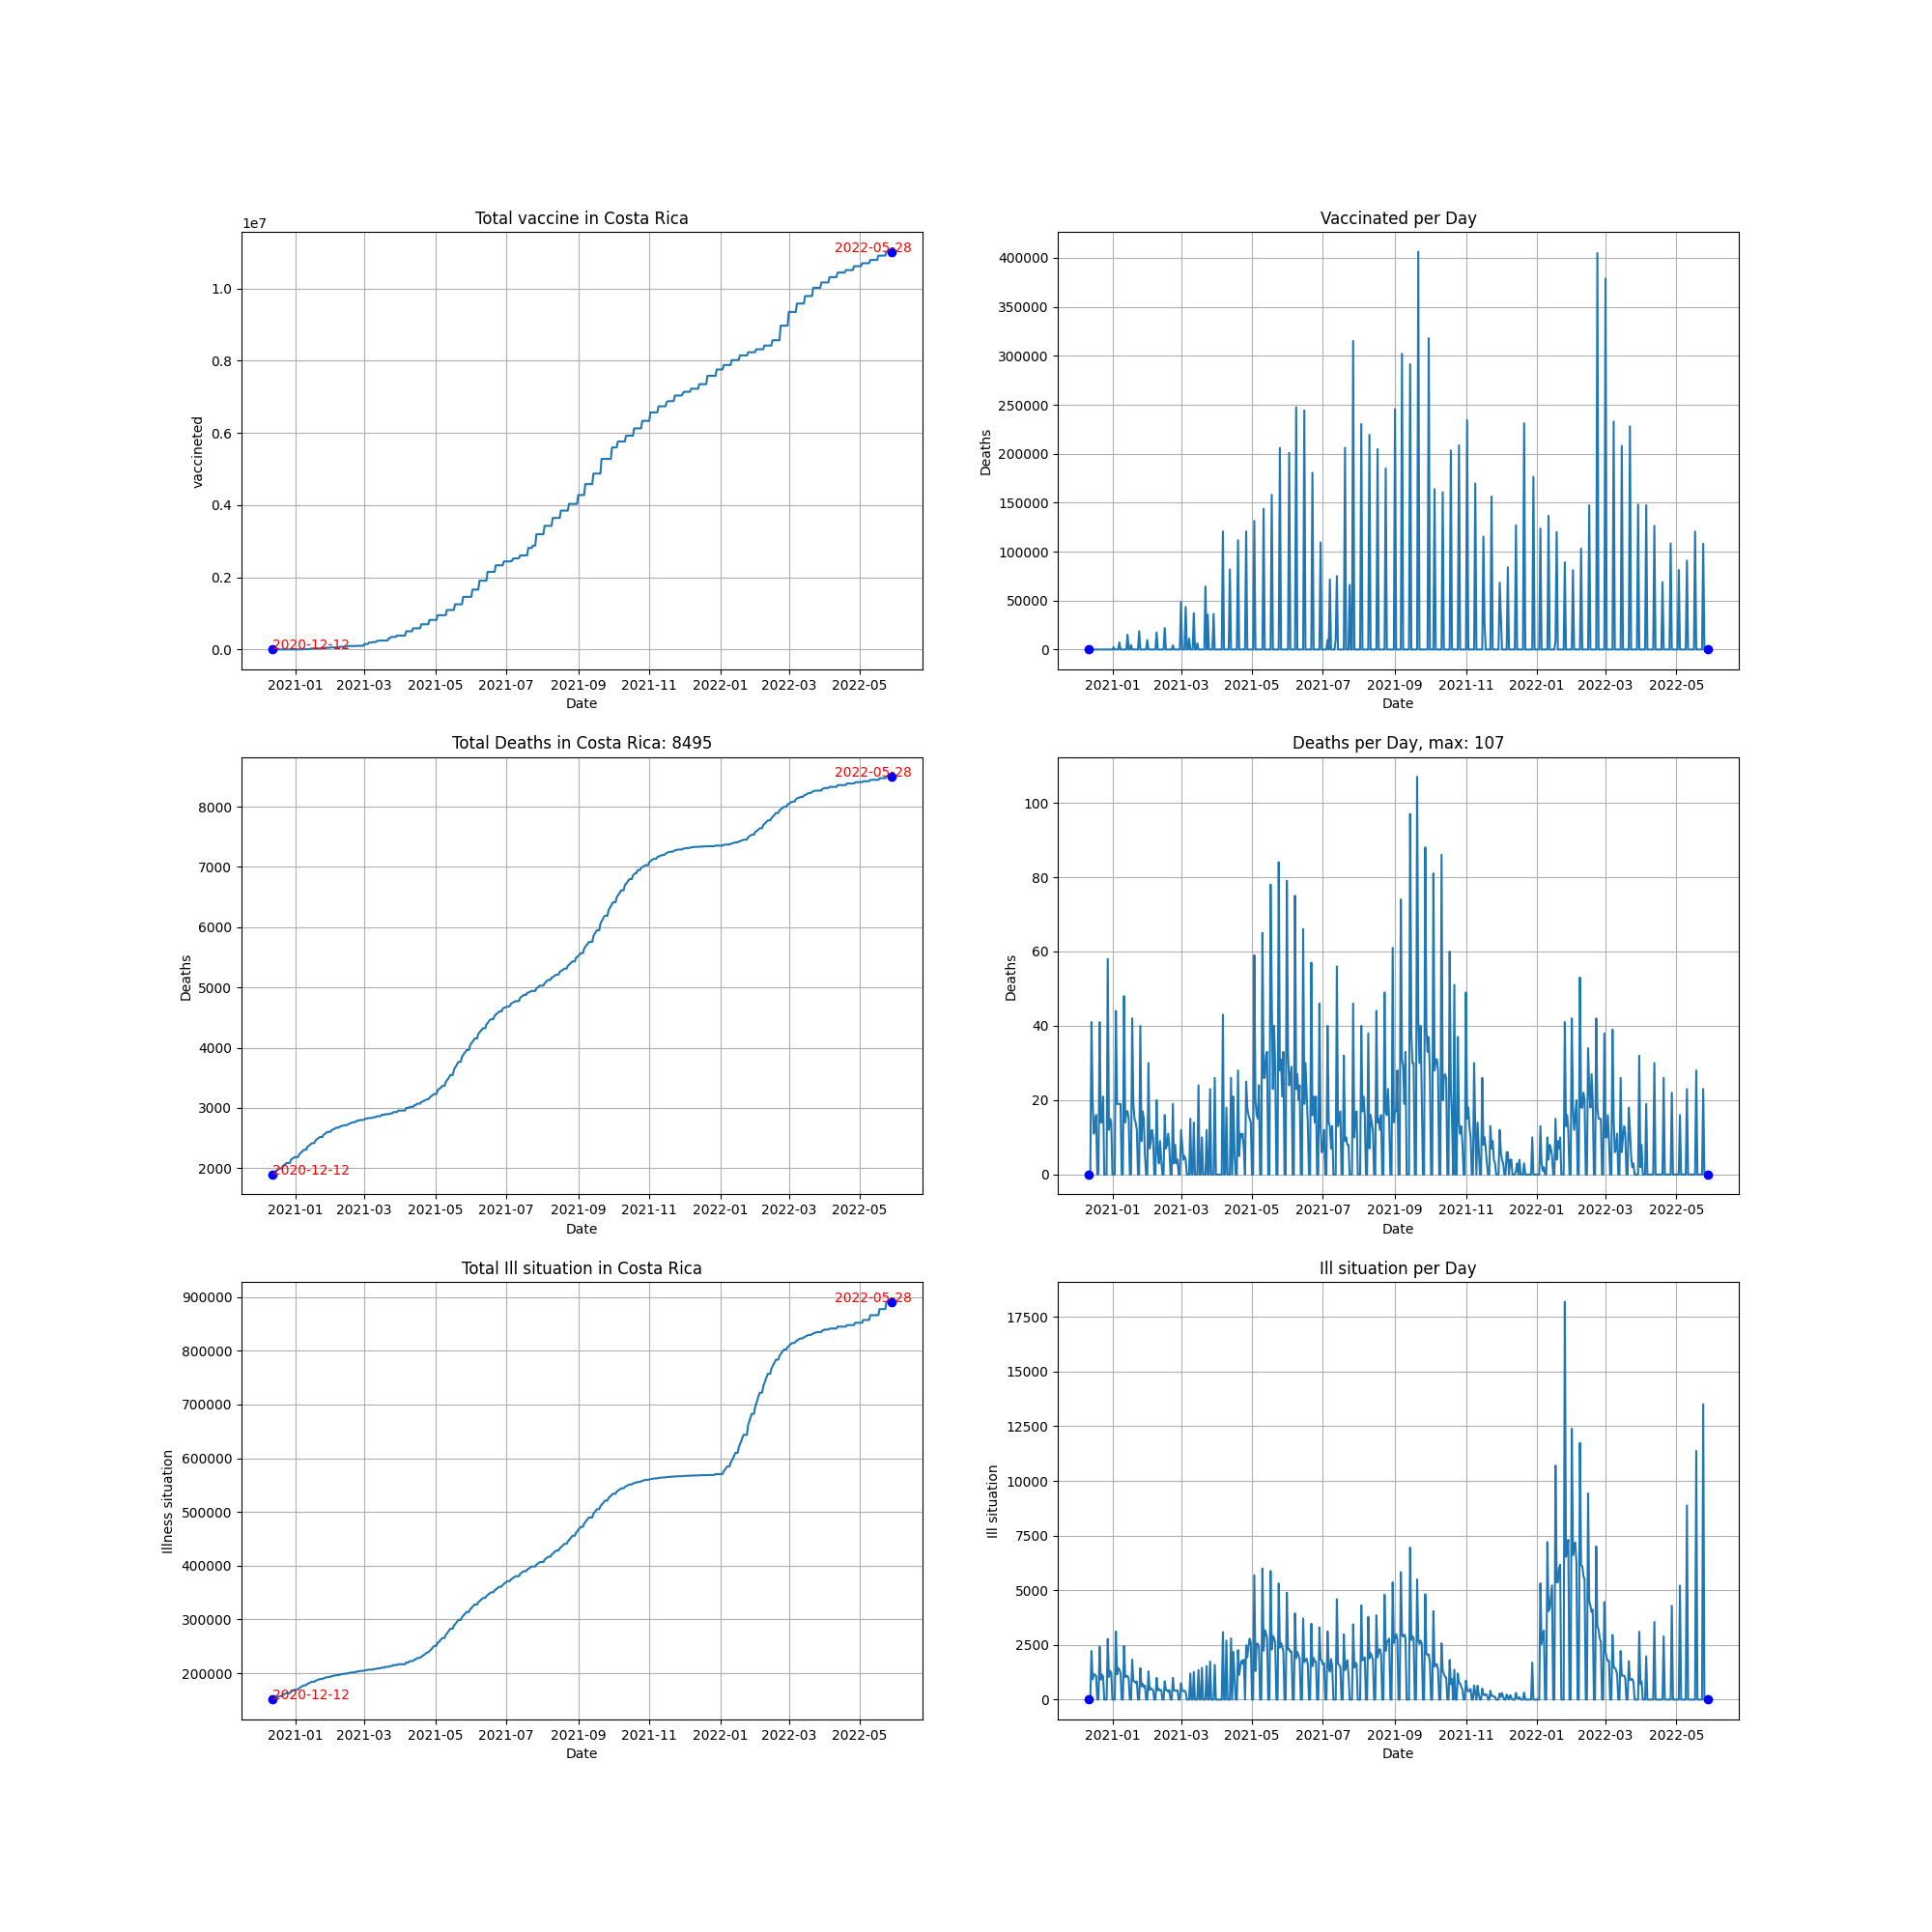 Total vaccine in Costa Rica
1e7
vaccineted
1.0
0.8
0.6
0.4
0.2
0.0
2020-12-12
2022-05-28
2021-01 2021-03 2021-05 2021-07 2021-09 2021-11 2022-01 2022-03 2022-05
Date
Vaccinated per Day
Deaths
400000
350000
300000
250000
200000
150000
100000
50000
0
2021-01 2021-03 2021-05 2021-07 2021-09 2021-11 2022-01 2022-03 2022-05
Date
Total Deaths in Costa Rica: 8495
Deaths
8000
7000
6000
5000
4000
3000
2000
2020-12-12
2022-05-28
2021-01 2021-03 2021-05 2021-07 2021-09 2021-11 2022-01 2022-03 2022-05
Date
Deaths per Day, max: 107
Deaths
100
80
60
40
20
0
2021-01 2021-03 2021-05 2021-07 2021-09 2021-11 2022-01 2022-03 2022-05
Date
Total Ill situation in Costa Rica
Illness situation
900000
800000
700000
600000
500000
400000
300000
200000
2020-12-12
2022-05-28
2021-01 2021-03 2021-05 2021-07 2021-09 2021-11 2022-01 2022-03 2022-05
Date
Ill situation per Day
Ill situation
17500
15000
12500
10000
7500
5000
2500
0
2021-01 2021-03 2021-05 2021-07 2021-09 2021-11 2022-01 2022-03 2022-05
Date